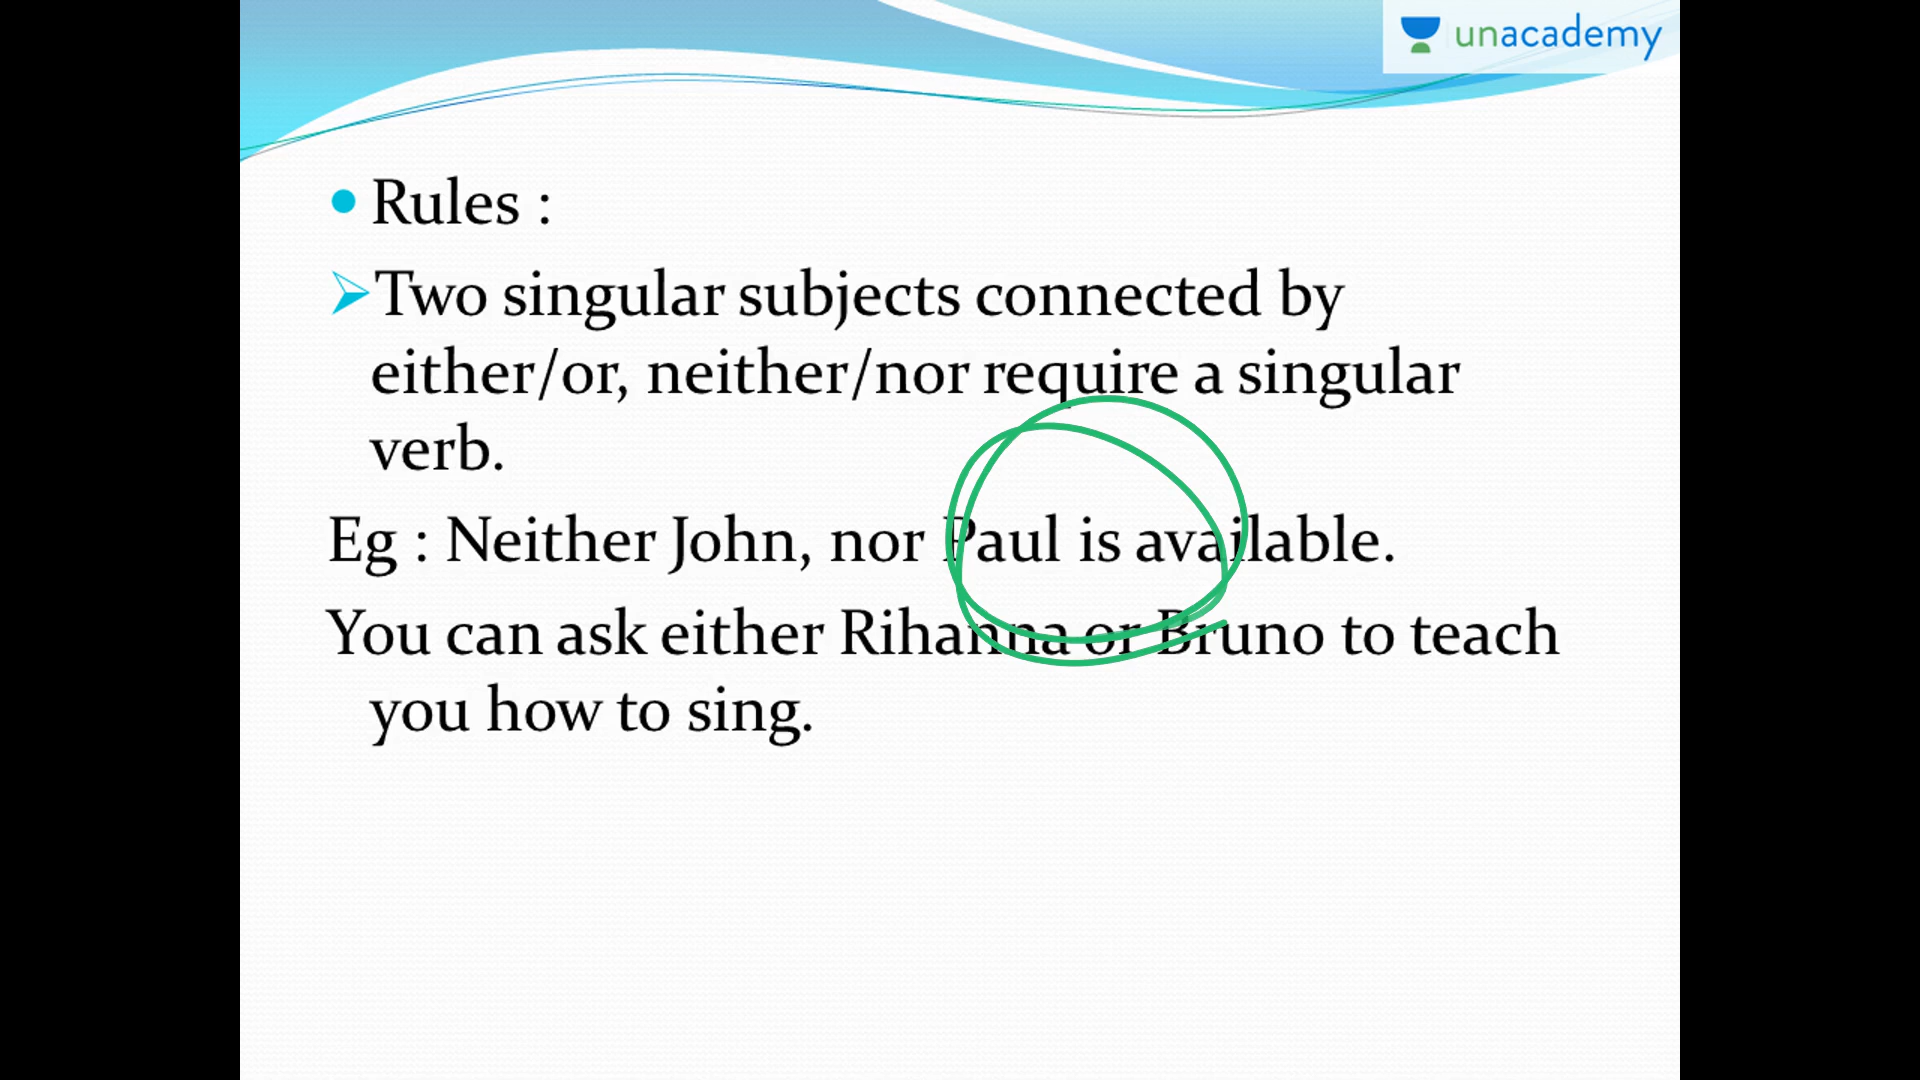 unacademy
Rules :
Two singular subjects connected by
either/or, neither/nor require a singular
verb.
Eg : Neither John, nor Paul is available.
You can ask either Rihanna or Bruno to teach
you how to sing.